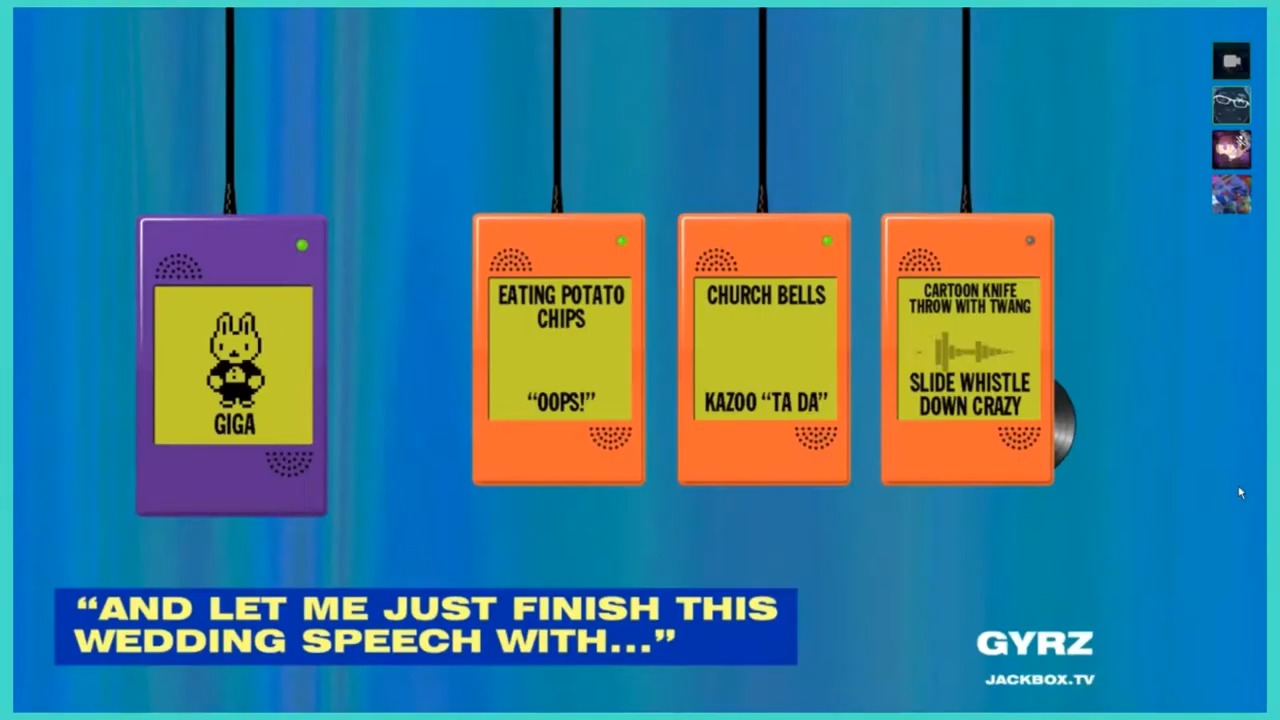 GIGA
EATING POTATO
CHIPS
“OOPS!”
CHURCH BELLS
KAZOO “TA DA”
CARTOON KNIFE
THROW WITH TWANG
SLIDE WHISTLE
DOWN CRAZY
“AND LET ME JUST FINISH THIS
WEDDING SPEECH WITH...”
GYRZ
JACKBOX.TV